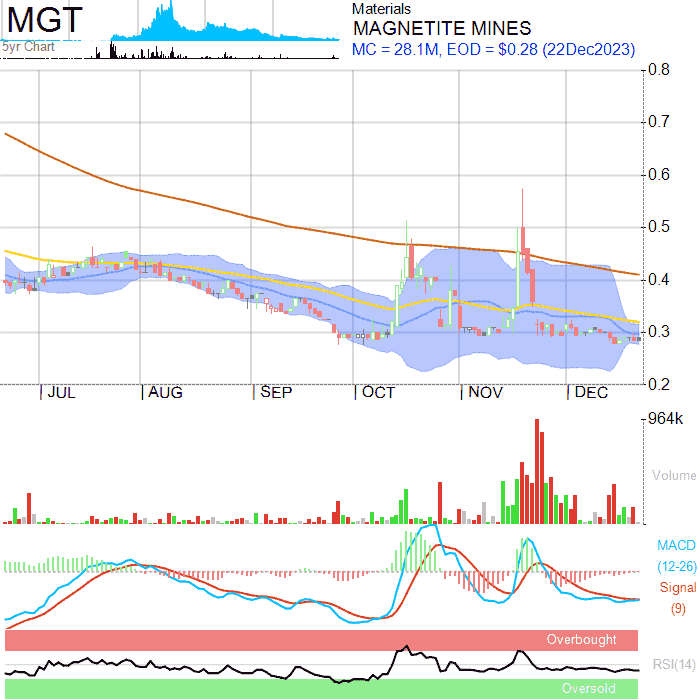 MGT
5yr Chart
Materials
MAGNETITE MINES
MC = 28.1M, EOD = $0.28 (22Dec2023)
0.8
0.7
0.6
0.5
0.4
0.3
0.2
JUL AUG SEP OCT NOV DEC
964k
Volume
MACD
(12-26)
Signal
(9)
Overbought
RSI(14)
Oversold